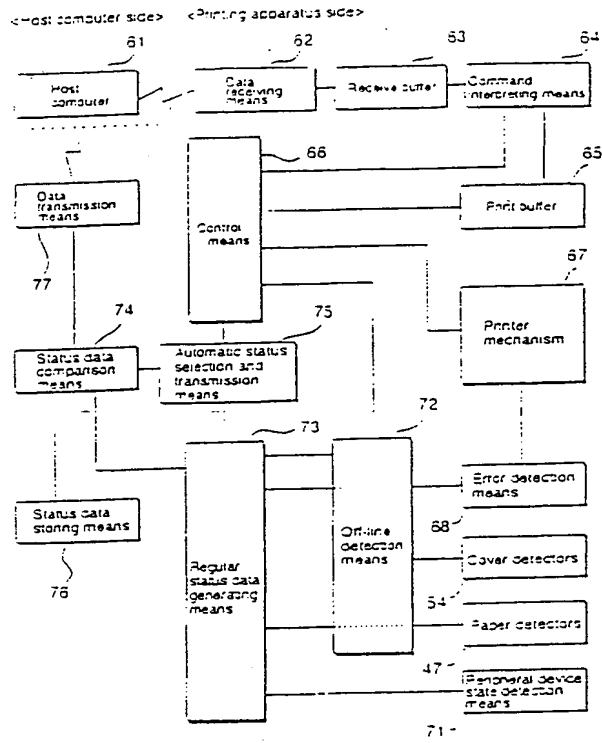 <Host computer side> <Printing apparatus side>
61
62
63
64
Host
computer
Data
receiving
means
Receive buffer
Command
interpreting means
66
65
Data
transmission
means
Control
means
Print buffer
77
67
74
75
Printer
mechanism
Status data
comparison
means
Automatic status
selection and
transmission means
73
72
Status data
storing means
76
Regular
status data
generating
means
Off-line
detection
means
Error detection
means
68
Cover detectors
54
Paper detectors
47
Peripheral device
state detection
means
71